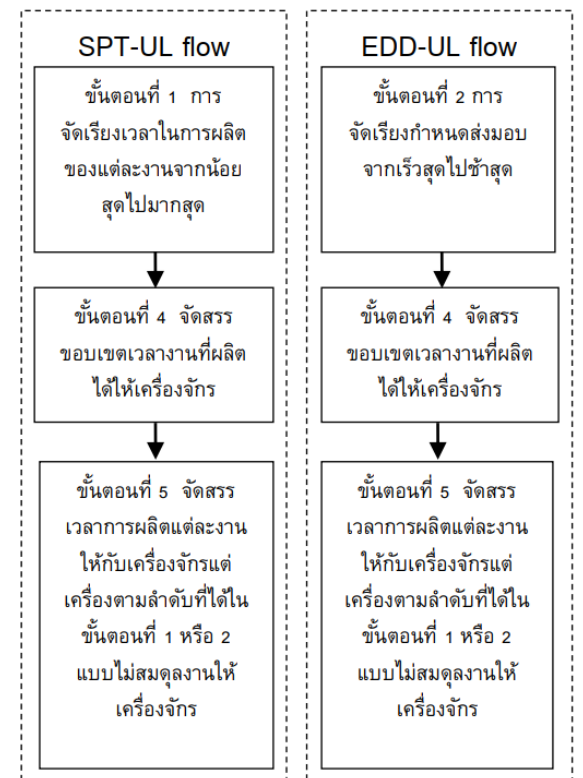 SPT-UL flow
ขั้นตอนที่ 1 การ
จัดเรียงเวลาในการผลิต
ของแต่ละงานจากน้อย
สุดไปมากสุด
ขั้นตอนที่ 4 จัดสรร
ขอบเขตเวลางานที่ผลิต
ได้ให้เครื่องจักร
ขั้นตอนที่ 5 จัดสรร
เวลาการผลิตแต่ละงาน
ให้กับเครื่องจักรแต่
เครื่องตามลำดับที่ได้ใน
ขั้นตอนที่ 1 หรือ 2
แบบไม่สมดุลงานให้
เครื่องจักร
EDD-UL flow
ขั้นตอนที่ 2 การ
จัดเรียงกำหนดส่งมอบ
จากเร็วสุดไปช้าสุด
ขั้นตอนที่ 4 จัดสรร
ขอบเขตเวลางานที่ผลิต
ได้ให้เครื่องจักร
ขั้นตอนที่ 5 จัดสรร
เวลาการผลิตแต่ละงาน
ให้กับเครื่องจักรแต่
เครื่องตามลำดับที่ได้ใน
ขั้นตอนที่ 1 หรือ 2
แบบไม่สมดุลงานให้
เครื่องจักร